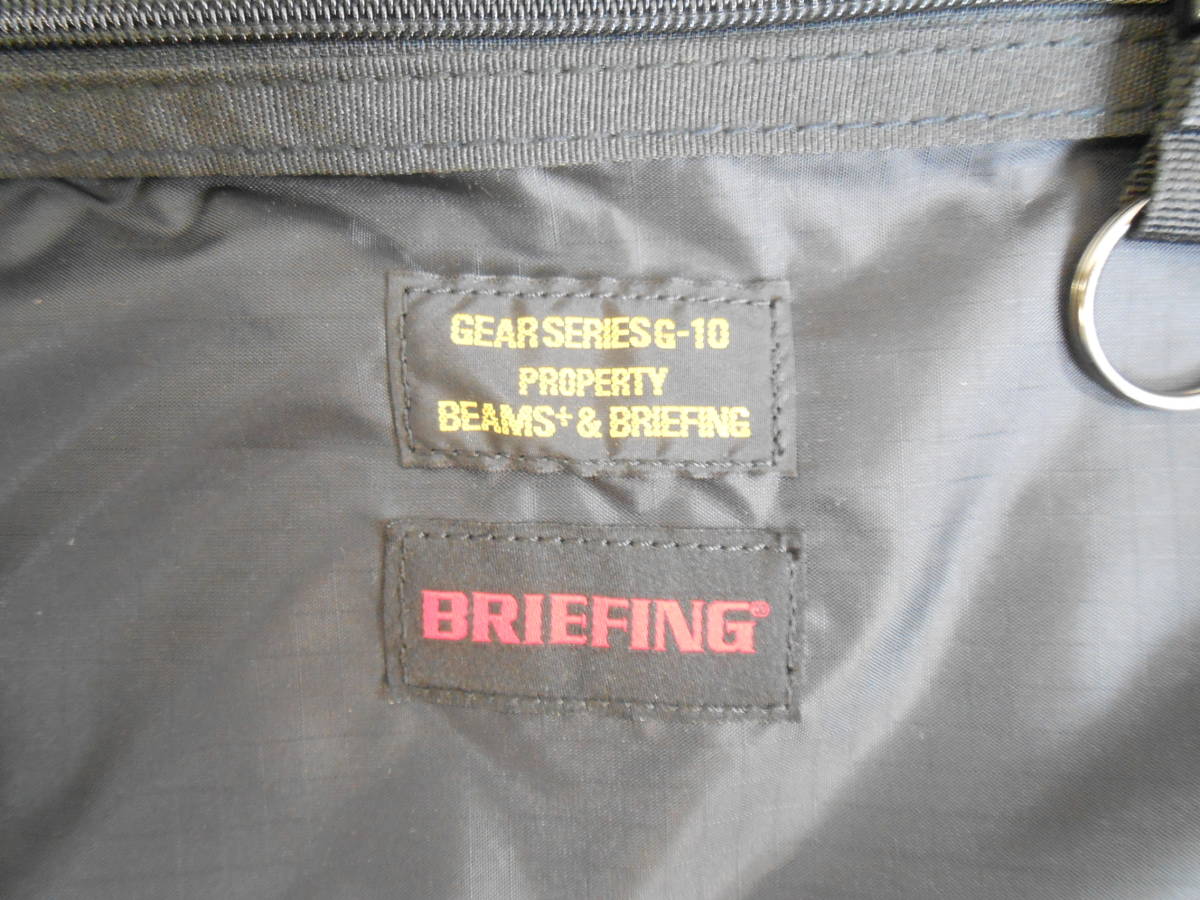 GEAR SERIES G-10
PROPERTY
BEAMS+ & BRIEFING
BRIEFING®